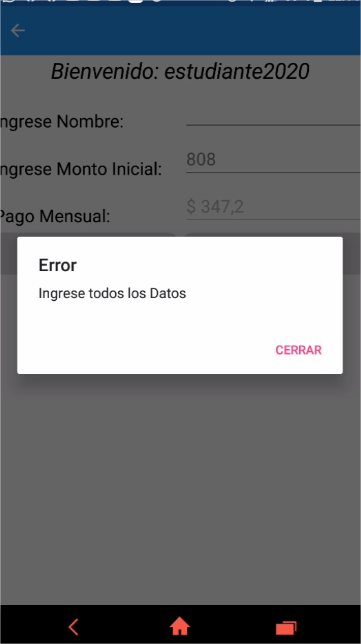 Bienvenido: estudiante2020
ngrese Nombre:
ngrese Monto Inicial: 808
Pago Mensual: $ 347,2
Error
Ingrese todos los Datos
CERRAR